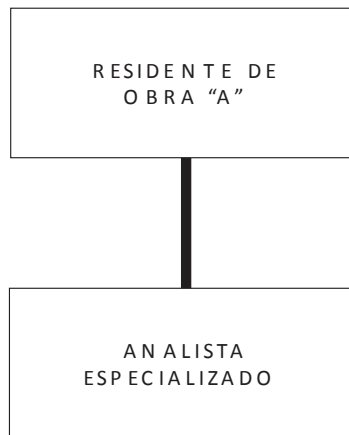 RESIDENTE DE
OBRA “A”
ANALISTA
ESPECIALIZADO